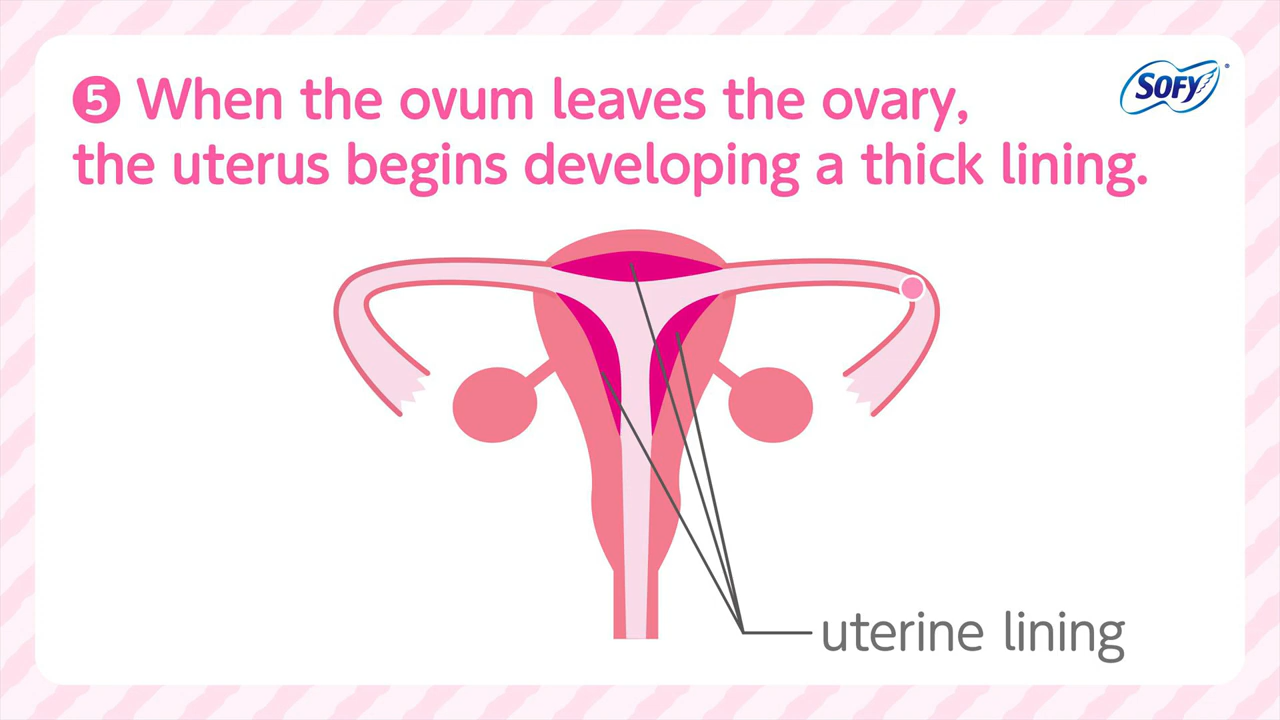 ❺ When the ovum leaves the ovary,
the uterus begins developing a thick lining.
SOFY®
uterine lining